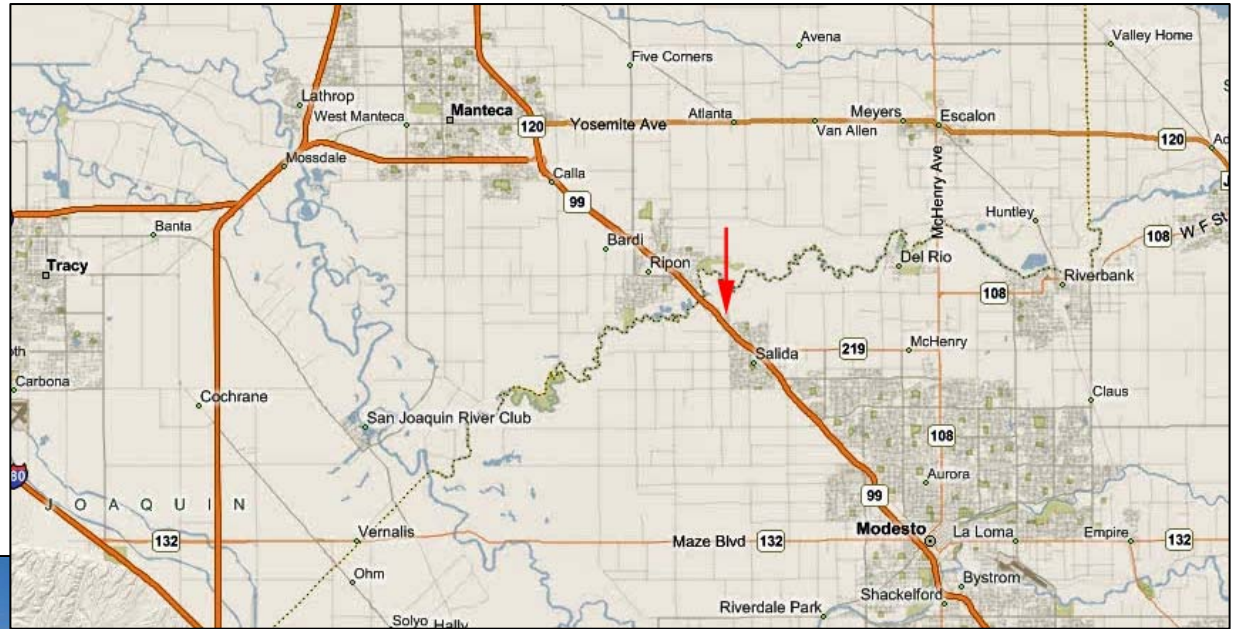 Avena
Valley Home
Five Corners
Lathrop
Manteca
West Manteca
120
Yosemite Ave
Atlanta
Meyers
Escalon
Van Allen
120
Mossdale
Calla
99
McHenry Ave
Huntley
Banta
Bardi
108
W F St
Tracy
Ripon
Del Rio
Riverbank
108
219
McHenry
Salida
Carbona
Cochrane
Claus
San Joaquin River Club
108
80
Aurora
J O A Q U I N
99
Modesto
132
Vernalis
Maze Blvd
132
La Loma
Empire
132
Ohm
Bystrom
Shackelford
Riverdale Park
Solyo
Hally